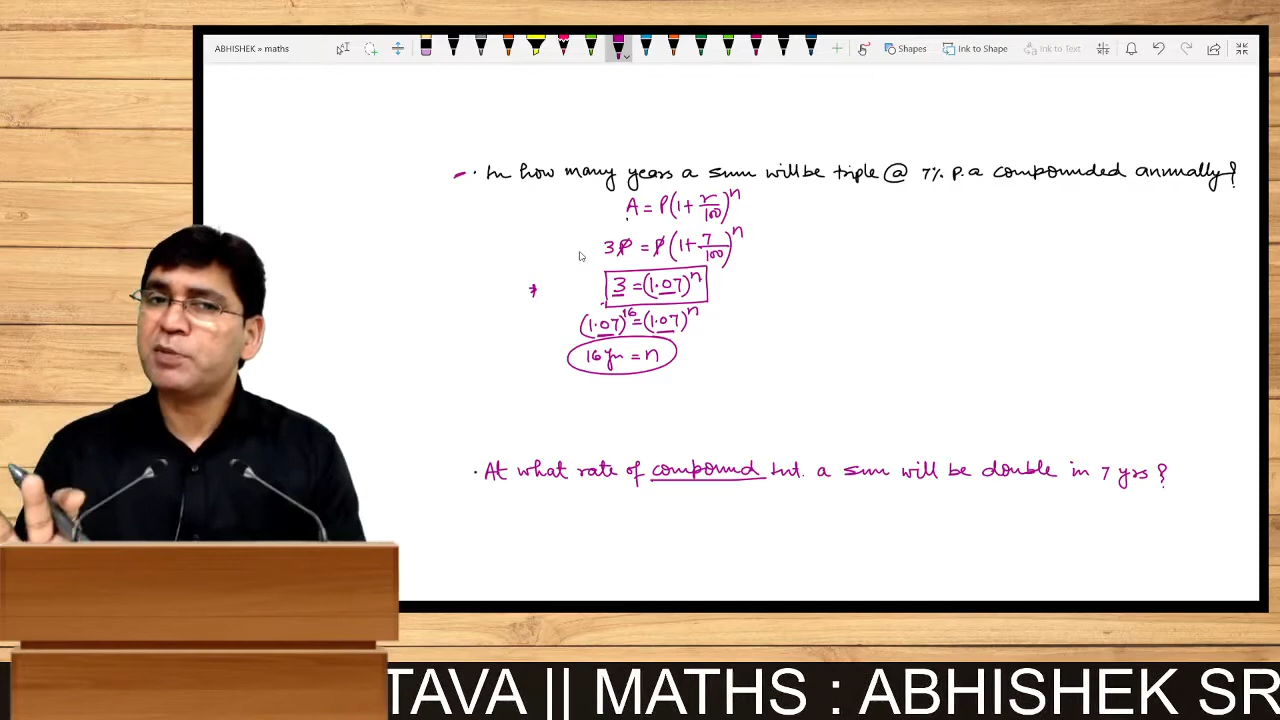 ABHISHEK » maths
Shapes
Ink to Shape
Ink to Text
· In how many years a sum will be triple @ 7% p.a compounded annually?
A = P(1+r/100)^n
3P = P(1+7/100)^n
3 = (1.07)^n
(1.07)^16 = (1.07)^n
16 yrs = n
· At what rate of compound Int. a sum will be double in 7 yrs?
TAVA || MATHS : ABHISHEK SR